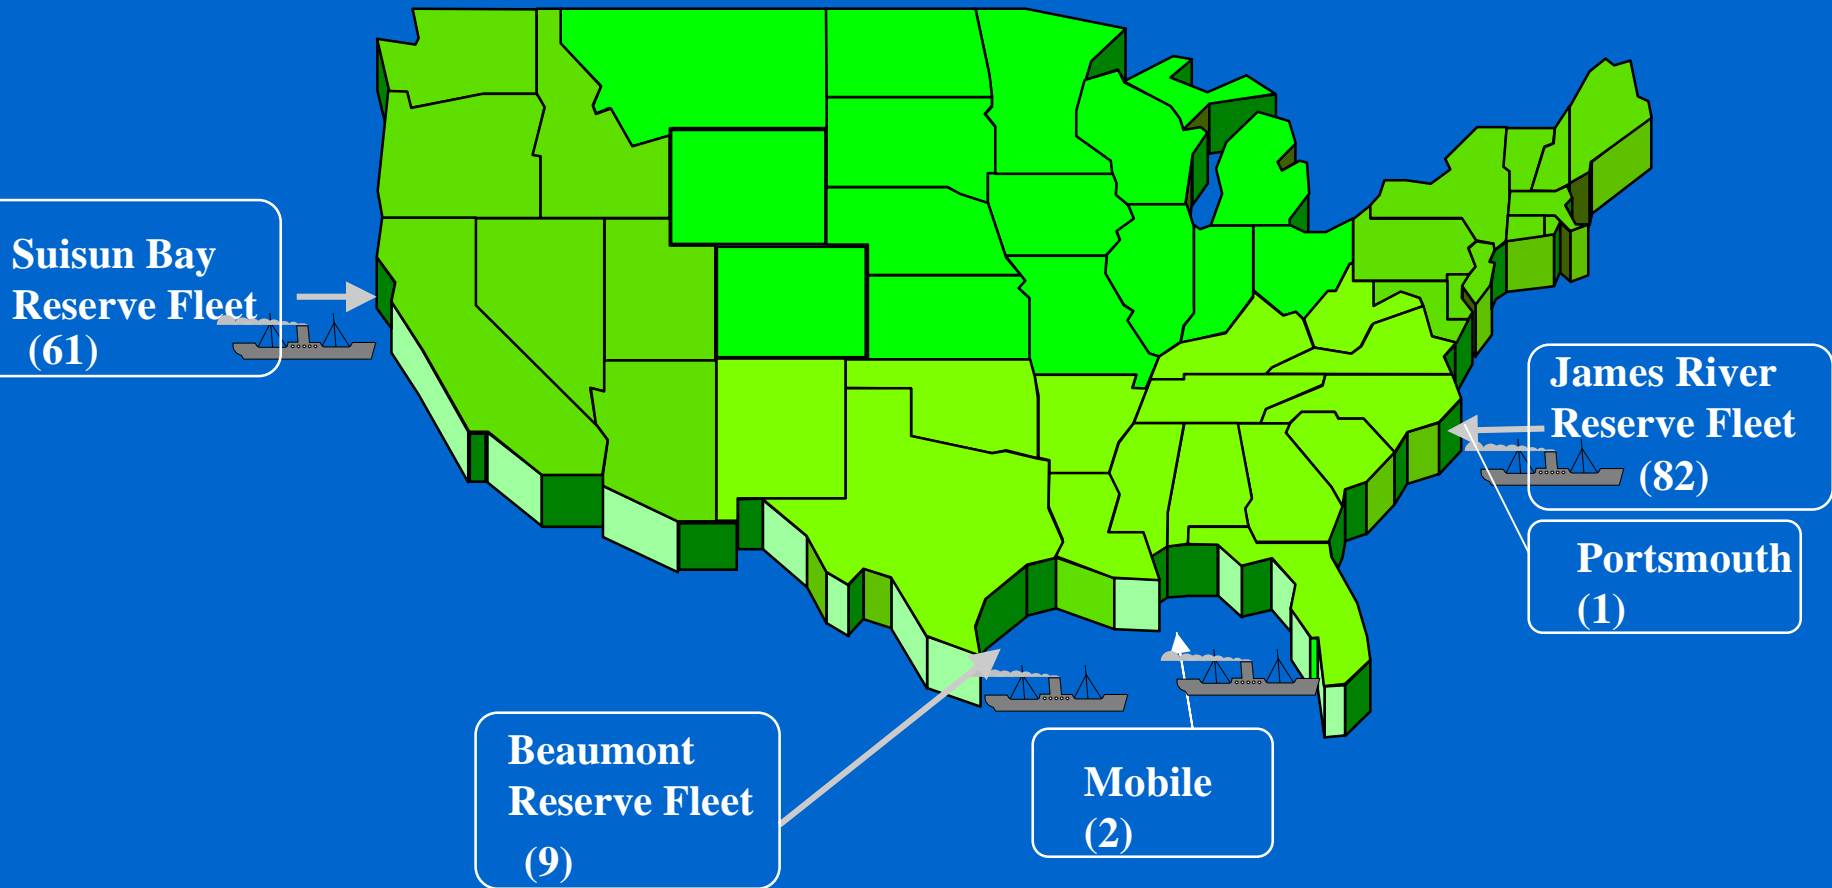 Suisun Bay
Reserve Fleet
(61)
James River
Reserve Fleet
(82)
Portsmouth
(1)
Beaumont
Reserve Fleet
(9)
Mobile
(2)